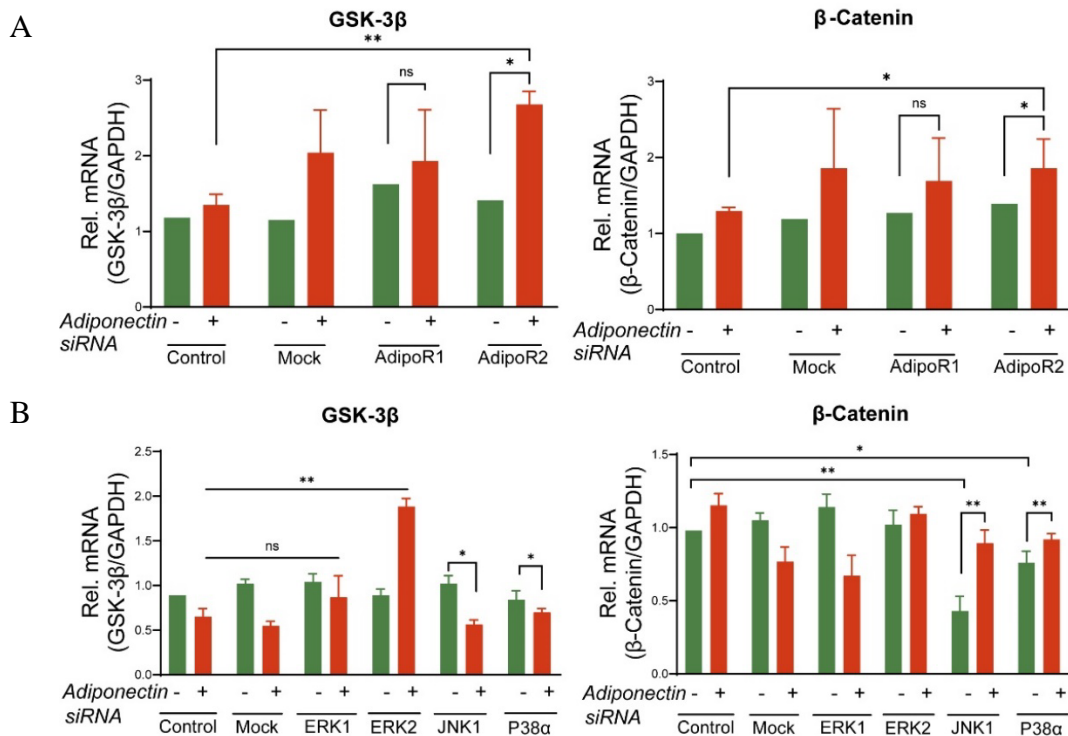 A
GSK-3β
**
ns
*
Rel. mRNA
(GSK-3β/GAPDH)
3
2
1
0
Adiponectin - + - + - + - +
siRNA
Control Mock AdipoR1 AdipoR2
β-Catenin
*
ns
*
Rel. mRNA
(β-Catenin/GAPDH)
3
2
1
0
Adiponectin - + - + - + - +
siRNA
Control Mock AdipoR1 AdipoR2
B
GSK-3β
**
ns
*
*
Rel. mRNA
(GSK-3β/GAPDH)
2.5
2.0
1.5
1.0
0.5
0.0
Adiponectin - + - + - + - + - + - +
siRNA
Control Mock ERK1 ERK2 JNK1 P38α
β-Catenin
*
**
**
**
Rel. mRNA
(β-Catenin/GAPDH)
1.5
1.0
0.5
0.0
Adiponectin - + - + - + - + - + - +
siRNA
Control Mock ERK1 ERK2 JNK1 P38α